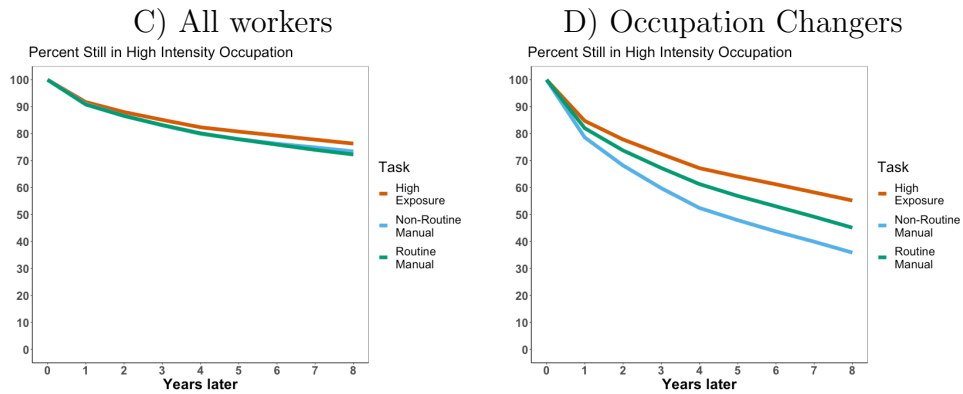 C) All workers
Percent Still in High Intensity Occupation
100
90
80
70
60
50
40
30
20
10
0
0 1 2 3 4 5 6 7 8
Years later
Task
High
Exposure
Non-Routine
Manual
Routine
Manual
D) Occupation Changers
Percent Still in High Intensity Occupation
100
90
80
70
60
50
40
30
20
10
0
0 1 2 3 4 5 6 7 8
Years later
Task
High
Exposure
Non-Routine
Manual
Routine
Manual